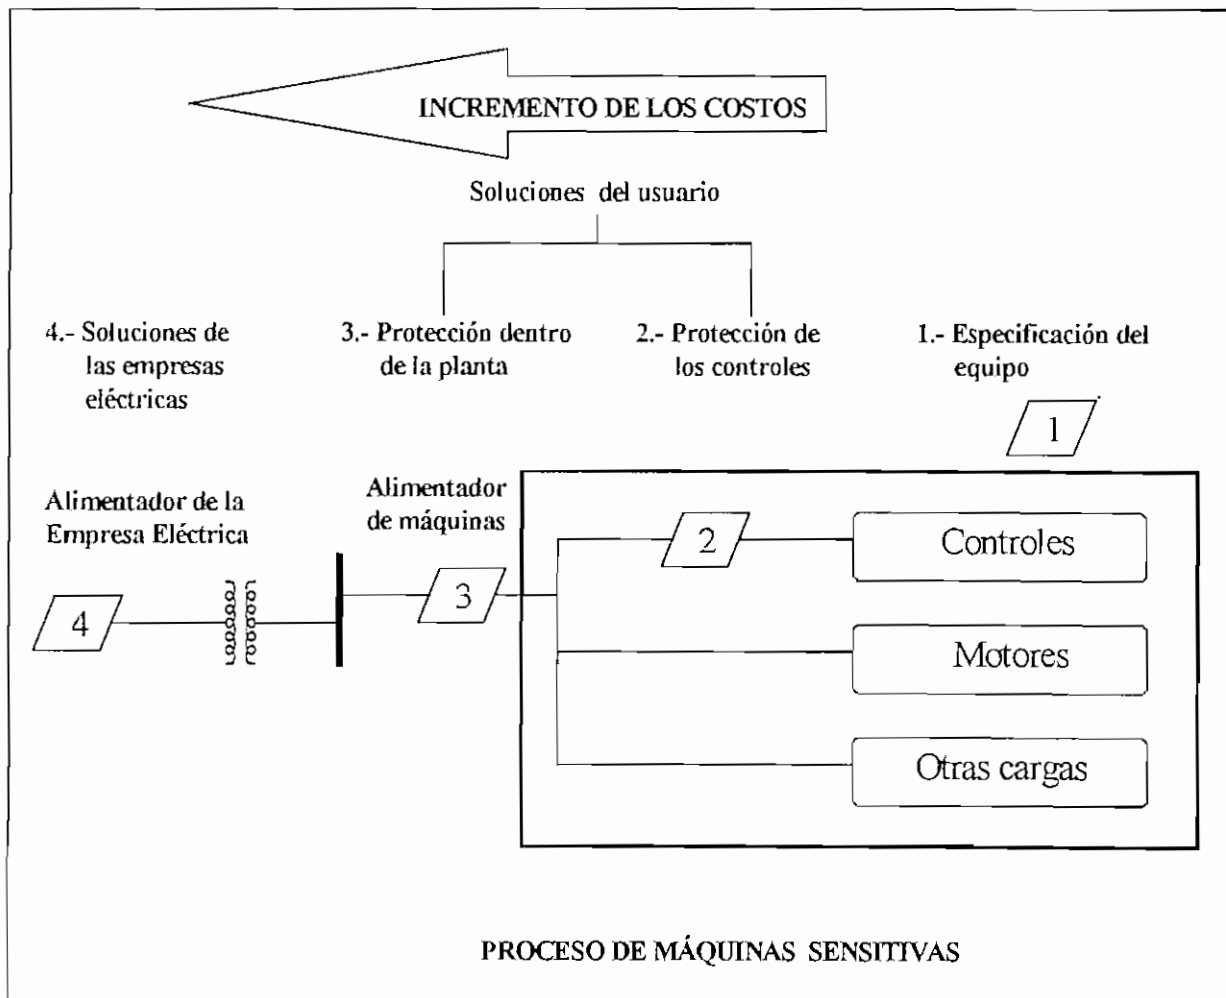 INCREMENTO DE LOS COSTOS
Soluciones del usuario
4.- Soluciones de
las empresas
eléctricas
3.- Protección dentro
de la planta
2.- Protección de
los controles
1.- Especificación del
equipo
1
Alimentador de la
Empresa Eléctrica
Alimentador
de máquinas
4
3
2
Controles
Motores
Otras cargas
PROCESO DE MÁQUINAS SENSITIVAS